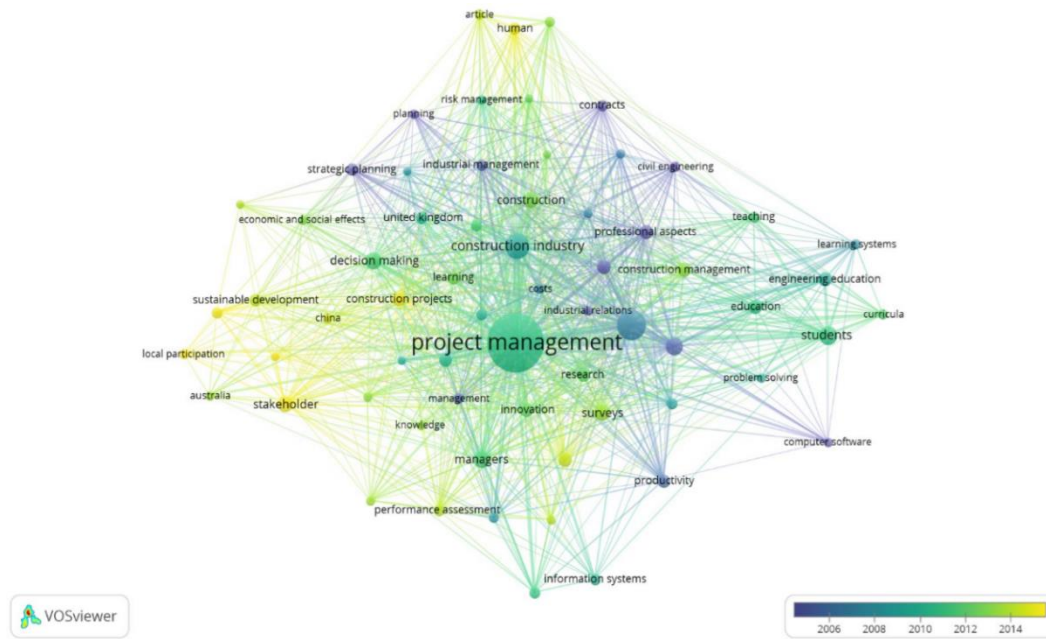 article
human
risk management
contracts
planning
strategic planning
industrial management
civil engineering
construction
economic and social effects
united kingdom
teaching
professional aspects
construction industry
learning systems
decision making
learning
construction management
engineering education
costs
sustainable development
construction projects
industrial relations
education
china
curricula
students
project management
local participation
research
problem solving
australia
stakeholder
management
innovation
surveys
knowledge
computer software
managers
productivity
performance assessment
information systems
VOSviewer
2006 2008 2010 2012 2014